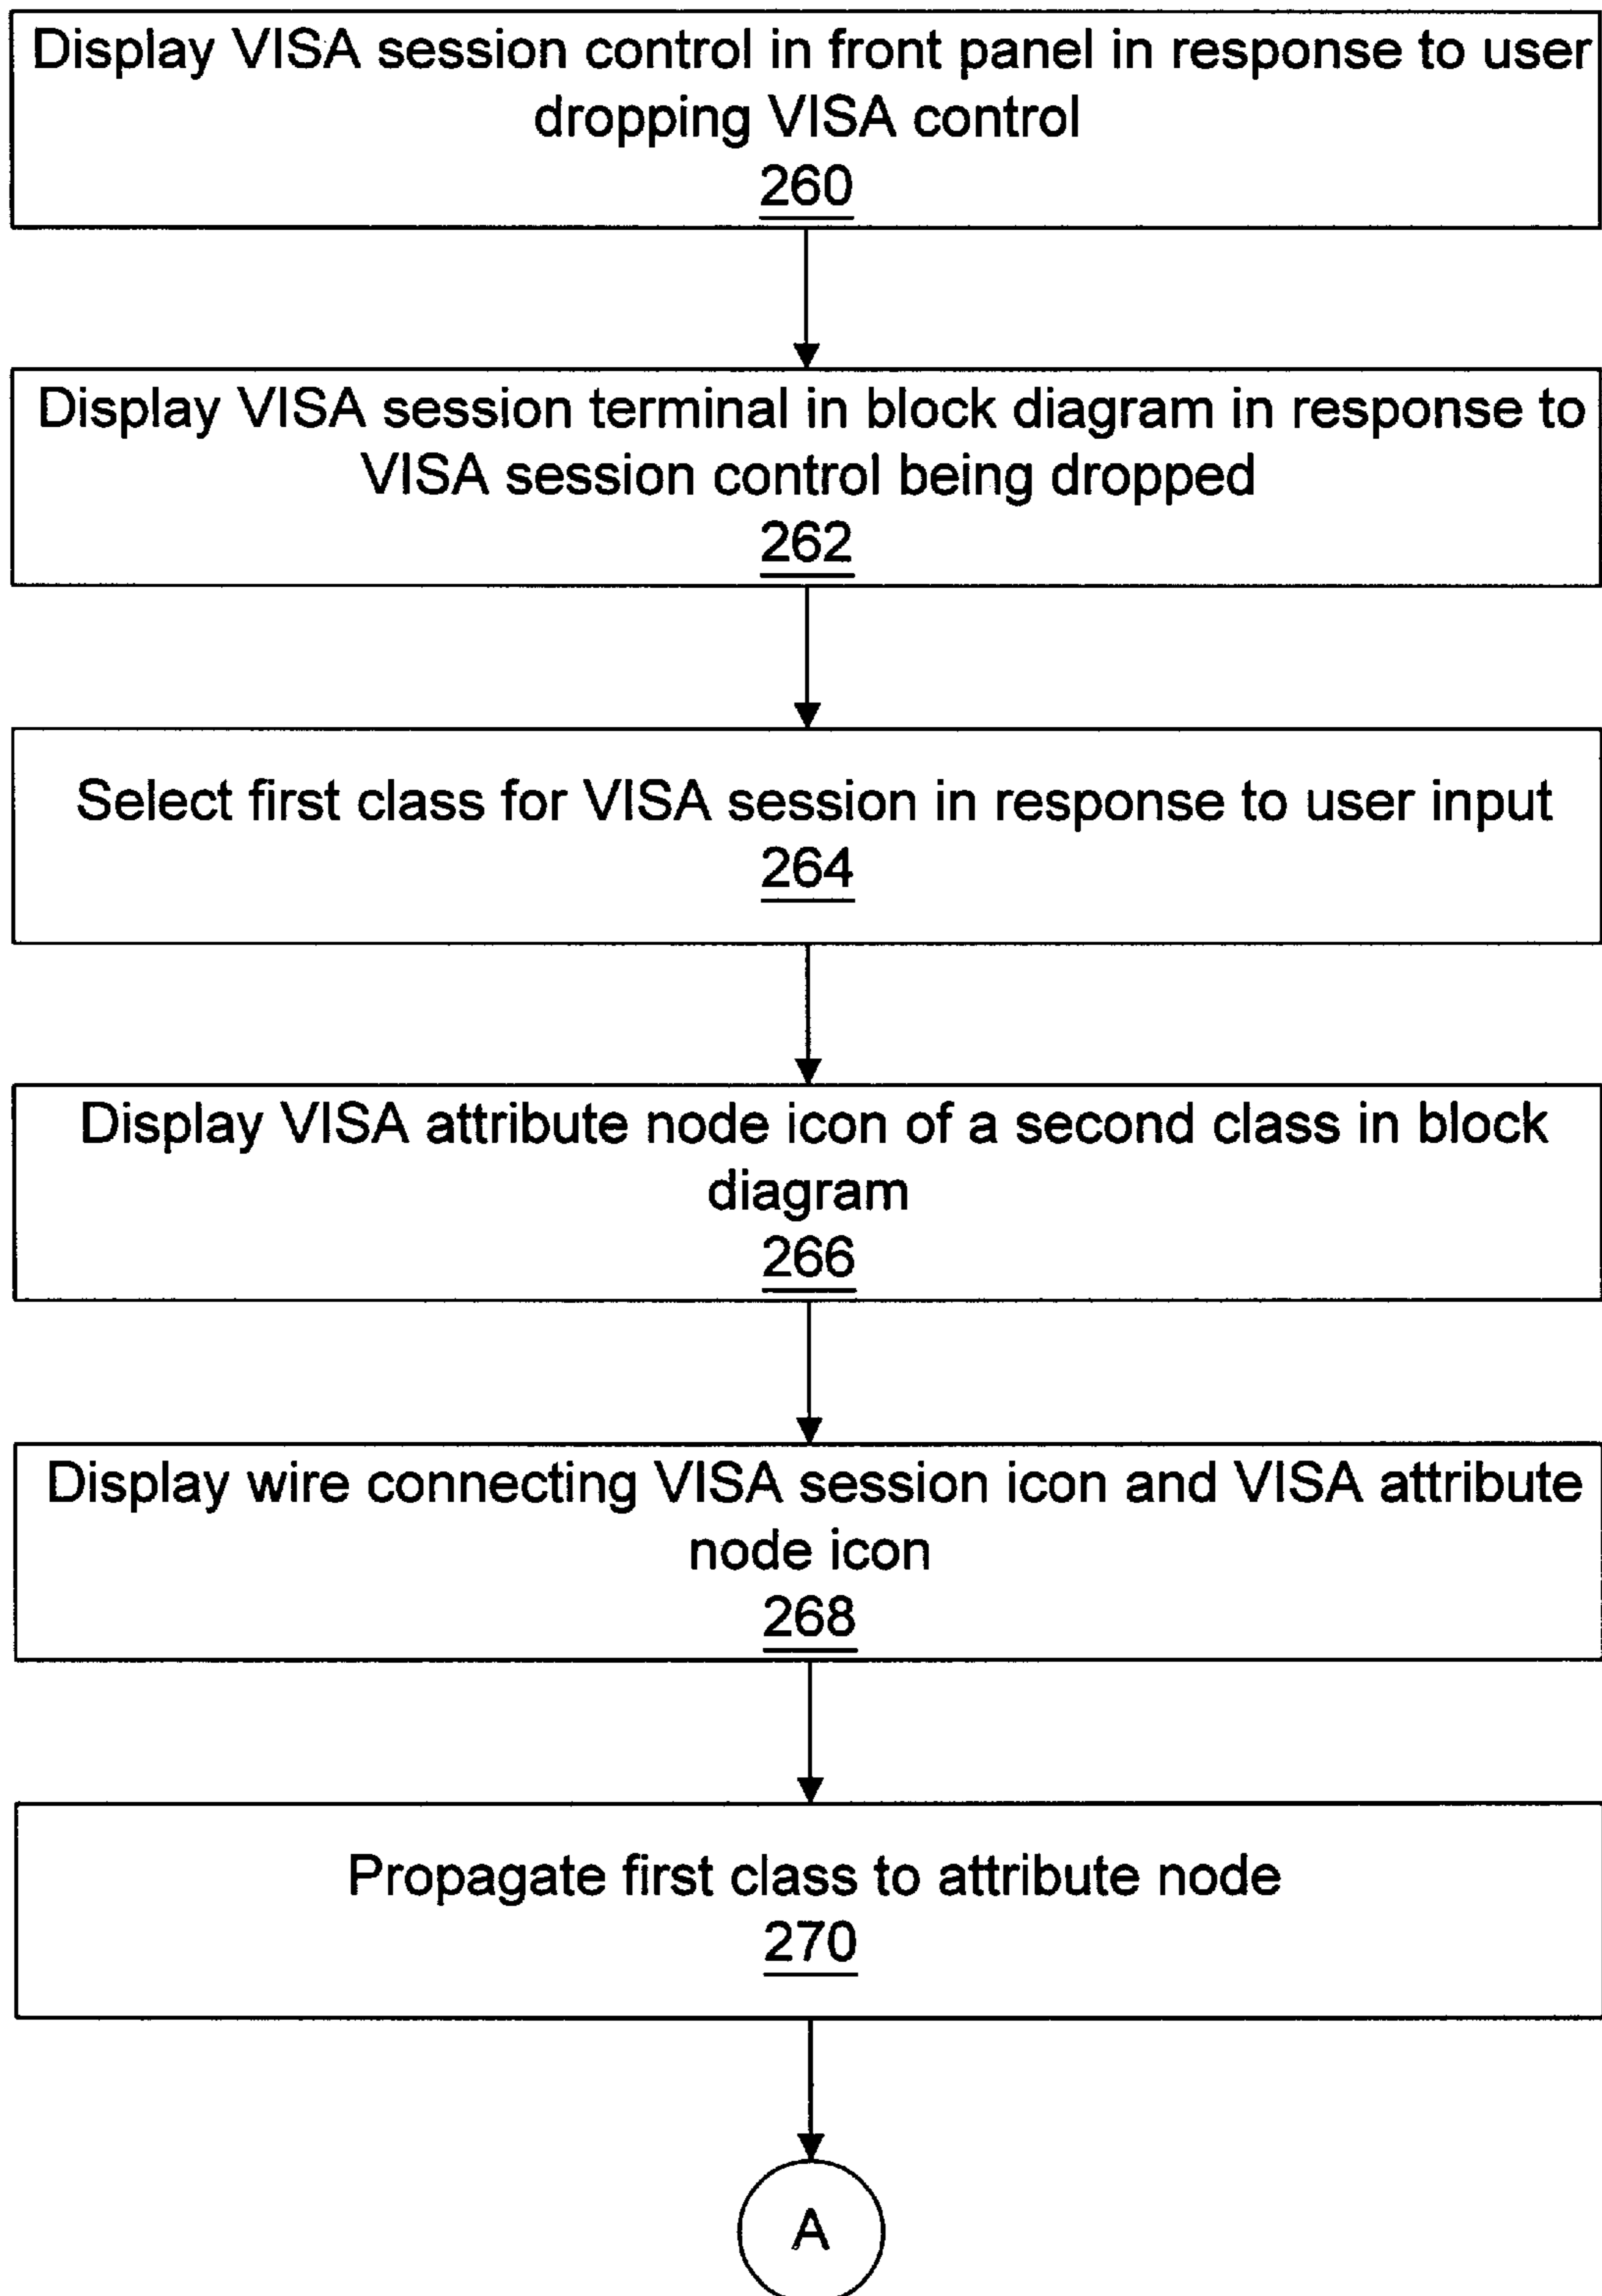 Display VISA session control in front panel in response to user
dropping VISA control
260
Display VISA session terminal in block diagram in response to
VISA session control being dropped
262
Select first class for VISA session in response to user input
264
Display VISA attribute node icon of a second class in block
diagram
266
Display wire connecting VISA session icon and VISA attribute
node icon
268
Propagate first class to attribute node
270
A